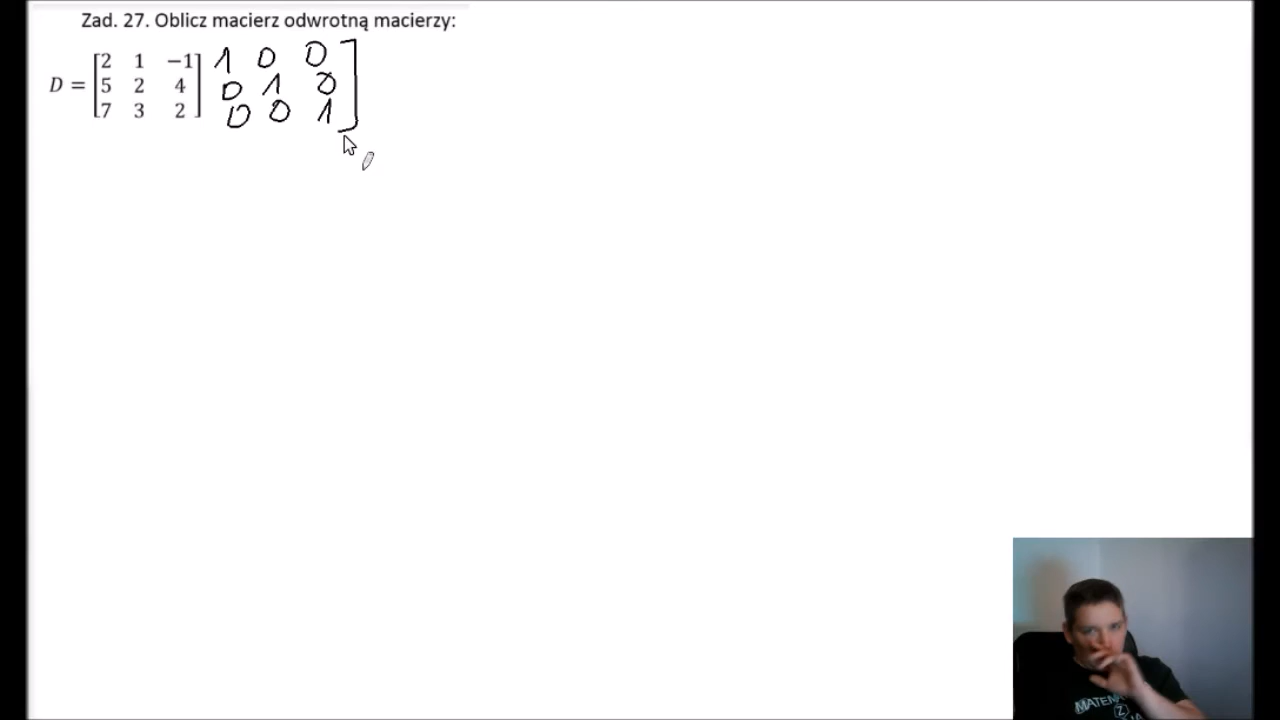 Zad. 27. Oblicz macierz odwrotną macierzy:
D = [2 1 −1] 1 0 0]
5 2 4 0 1 0
7 3 2 0 0 1
MATEM
Z